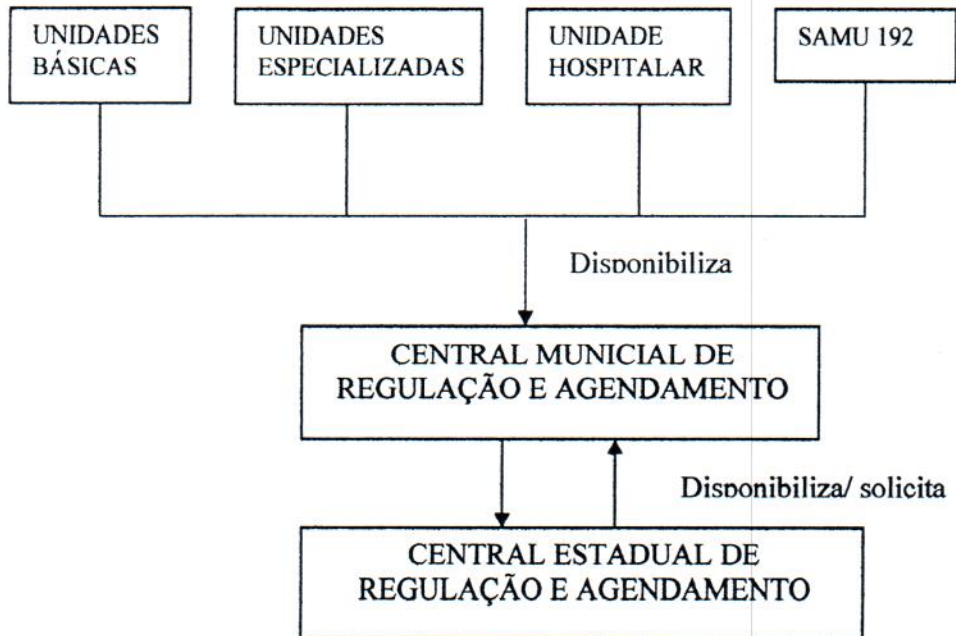 UNIDADES
BÁSICAS
UNIDADES
ESPECIALIZADAS
UNIDADE
HOSPITALAR
SAMU 192
Disponibiliza
CENTRAL MUNICIAL DE
REGULAÇÃO E AGENDAMENTO
Disponibiliza/ solicita
CENTRAL ESTADUAL DE
REGULAÇÃO E AGENDAMENTO